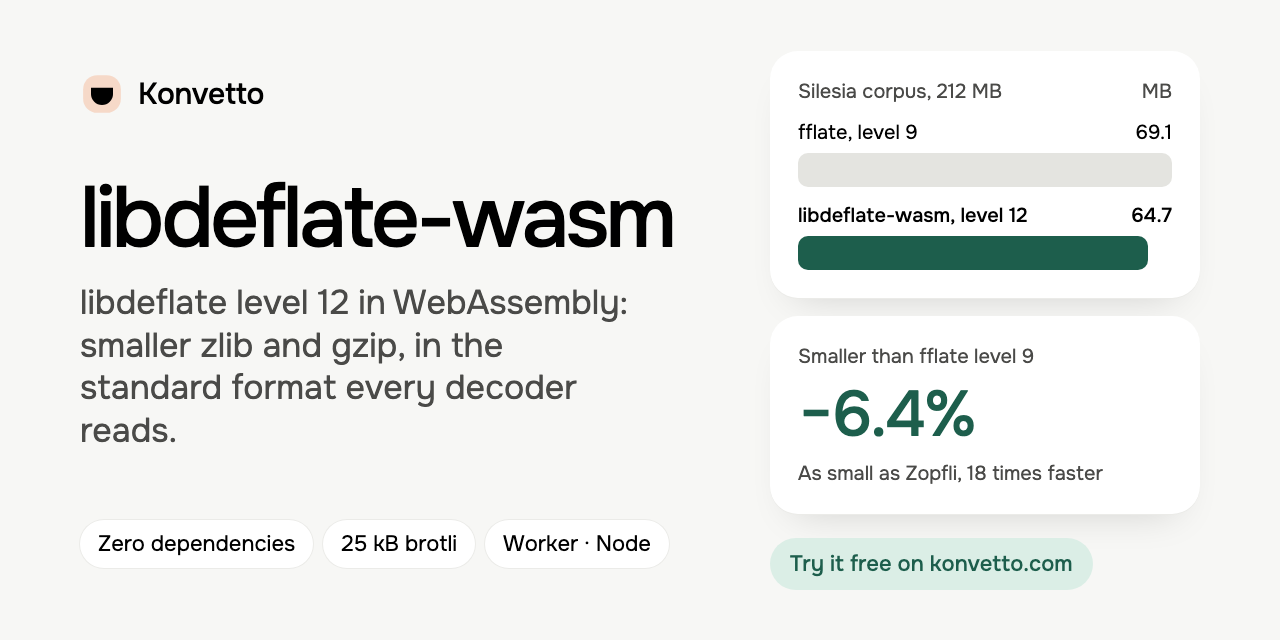 Konvetto
libdeflate-wasm
libdeflate level 12 in WebAssembly:
smaller zlib and gzip, in the
standard format every decoder
reads.
Zero dependencies
25 kB brotli
Worker · Node
Silesia corpus, 212 MB
MB
fflate, level 9
69.1
libdeflate-wasm, level 12
64.7
Smaller than fflate level 9
−6.4%
As small as Zopfli, 18 times faster
Try it free on konvetto.com